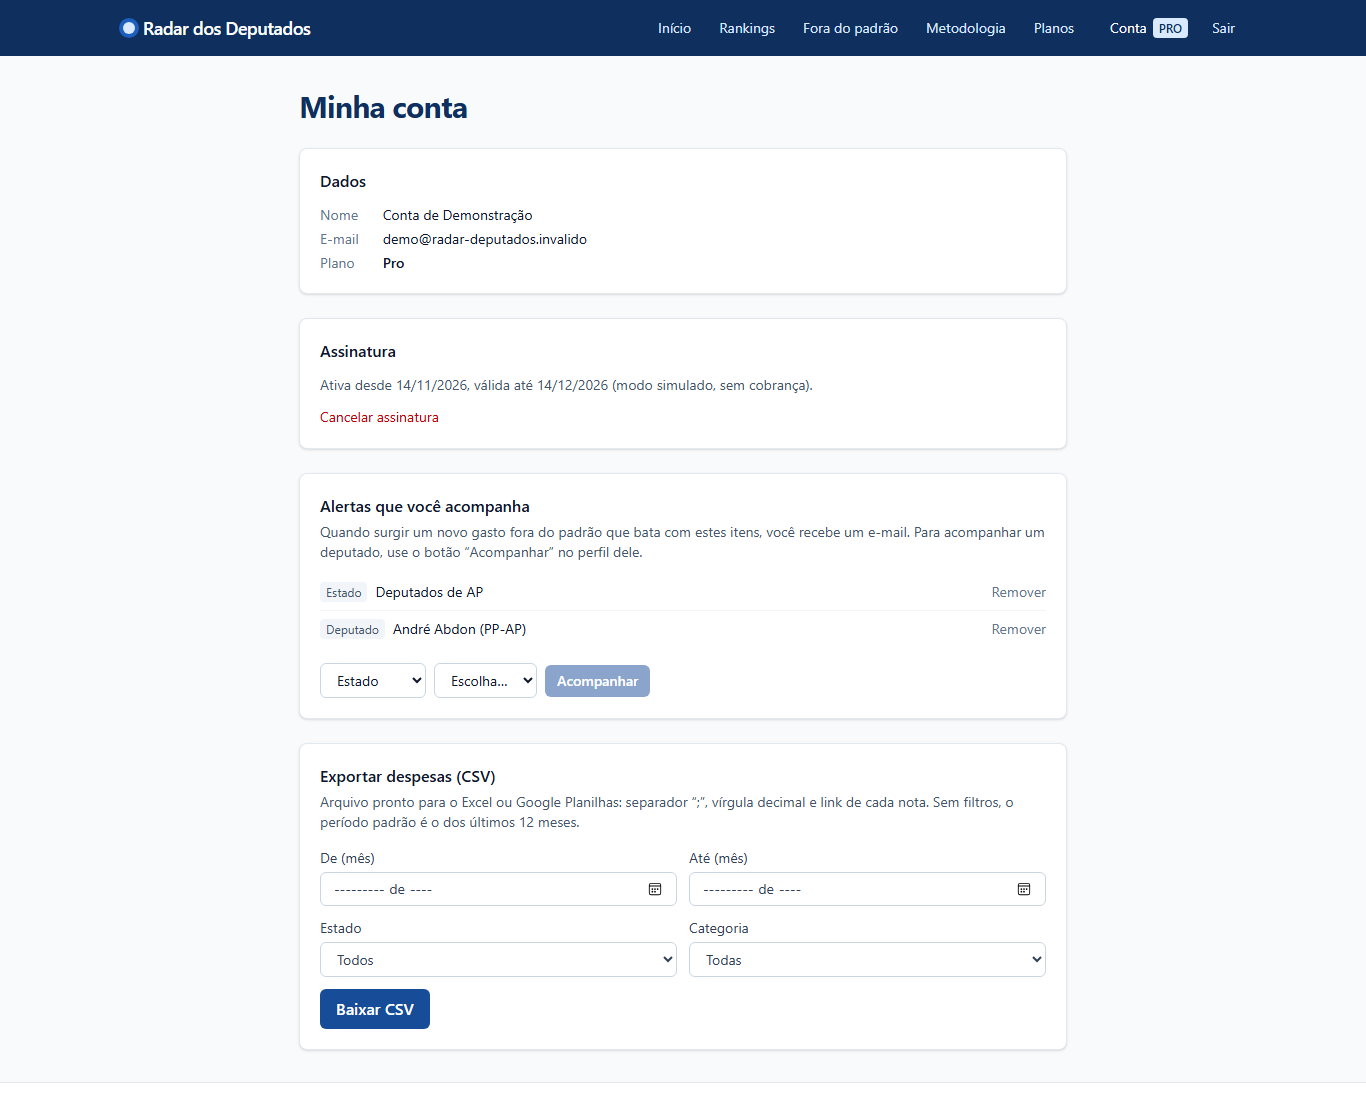 Radar dos Deputados
Início Rankings Fora do padrão Metodologia Planos Conta PRO Sair
Minha conta
Dados
Nome Conta de Demonstração
E-mail demo@radar-deputados.invalido
Plano Pro
Assinatura
Ativa desde 14/11/2026, válida até 14/12/2026 (modo simulado, sem cobrança).
Cancelar assinatura
Alertas que você acompanha
Quando surgir um novo gasto fora do padrão que bata com estes itens, você recebe um e-mail. Para acompanhar um
deputado, use o botão “Acompanhar” no perfil dele.
Estado Deputados de AP Remover
Deputado André Abdon (PP-AP) Remover
Estado Escolha... Acompanhar
Exportar despesas (CSV)
Arquivo pronto para o Excel ou Google Planilhas: separador “;”, vírgula decimal e link de cada nota. Sem filtros, o
período padrão é o dos últimos 12 meses.
De (mês) Até (mês)
--------- de ---- --------- de ----
Estado Categoria
Todos Todas
Baixar CSV